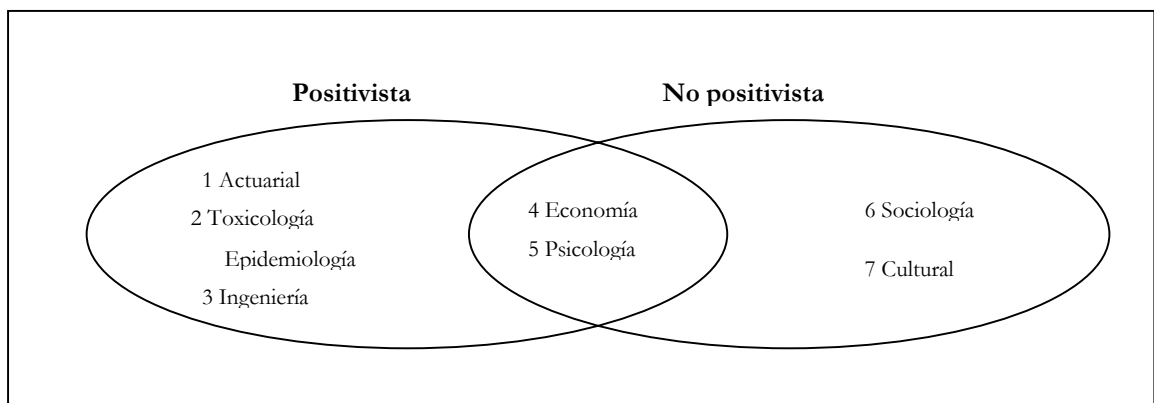 Positivista
No positivista
1 Actuarial
2 Toxicología
Epidemiología
3 Ingeniería
4 Economía
5 Psicología
6 Sociología
7 Cultural